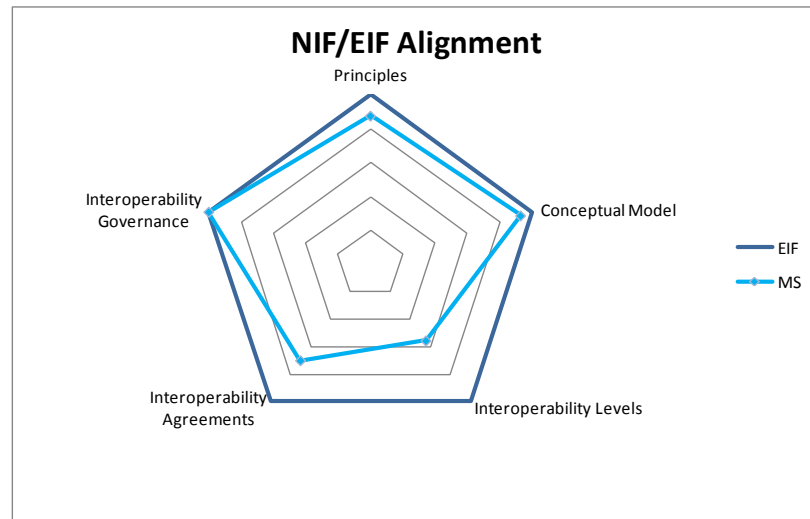 NIF/EIF Alignment
Principles
Interoperability
Governance
Conceptual Model
EIF
MS
Interoperability
Agreements
Interoperability Levels